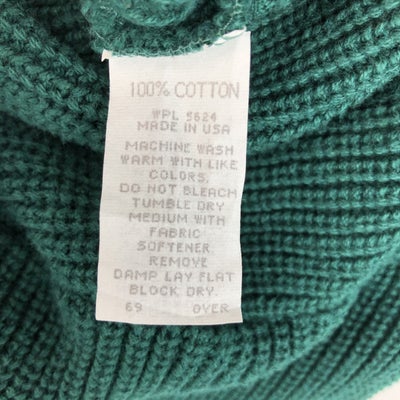 100% COTTON
WPL 5624
MADE IN USA
MACHINE WASH
WARM WITH LIKE
COLORS.
DO NOT BLEACH
TUMBLE DRY
MEDIUM WITH
FABRIC
SOFTENER.
REMOVE
DAMP LAY FLAT
BLOCK DRY.
69 OVER